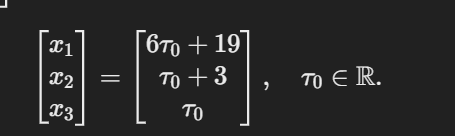 [x₁ x₂ x₃] = [6τ₀ + 19 τ₀ + 3 τ₀], τ₀ ∈ ℝ.